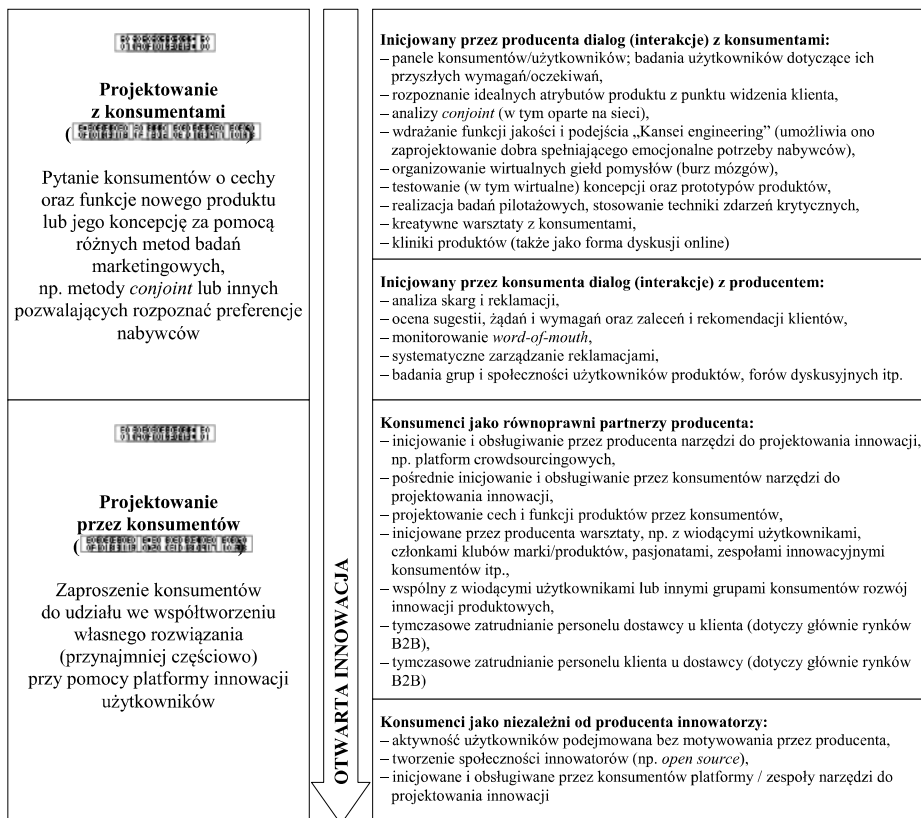 Projektowanie
z konsumentami
Pytanie konsumentów o cechy
oraz funkcje nowego produktu
lub jego koncepcję za pomocą
różnych metod badań
marketingowych,
np. metody conjoint lub innych
pozwalających rozpoznać preferencje
nabywców
Projektowanie
przez konsumentów
Zaproszenie konsumentów
do udziału we współtworzeniu
własnego rozwiązania
(przynajmniej częściowo)
przy pomocy platformy innowacji
użytkowników
OTWARTA INNOWACJA
Inicjowany przez producenta dialog (interakcje) z konsumentami:
– panele konsumentów/użytkowników; badania użytkowników dotyczące ich
przyszłych wymagań/oczekiwań,
– rozpoznanie idealnych atrybutów produktu z punktu widzenia klienta,
– analizy conjoint (w tym oparte na sieci),
– wdrażanie funkcji jakości i podejścia „Kansei engineering” (umożliwia ono
zaprojektowanie dobra spełniającego emocjonalne potrzeby nabywców),
– organizowanie wirtualnych giełd pomysłów (burz mózgów),
– testowanie (w tym wirtualne) koncepcji oraz prototypów produktów,
– realizacja badań pilotażowych, stosowanie techniki zdarzeń krytycznych,
– kreatywne warsztaty z konsumentami,
– kliniki produktów (także jako forma dyskusji online)
Inicjowany przez konsumenta dialog (interakcje) z producentem:
– analiza skarg i reklamacji,
– ocena sugestii, żądań i wymagań oraz zaleceń i rekomendacji klientów,
– monitorowanie word-of-mouth,
– systematyczne zarządzanie reklamacjami,
– badania grup i społeczności użytkowników produktów, forów dyskusyjnych itp.
Konsumenci jako równoprawni partnerzy producenta:
– inicjowanie i obsługiwanie przez producenta narzędzi do projektowania innowacji,
np. platform crowdsourcingowych,
– pośrednie inicjowanie i obsługiwanie przez konsumentów narzędzi do
projektowania innowacji,
– projektowanie cech i funkcji produktów przez konsumentów,
– inicjowane przez producenta warsztaty, np. z wiodącymi użytkownikami,
członkami klubów marki/produktów, pasjonatami, zespołami innowacyjnymi
konsumentów itp.,
– wspólny z wiodącymi użytkownikami lub innymi grupami konsumentów rozwój
innowacji produktowych,
– tymczasowe zatrudnianie personelu dostawcy u klienta (dotyczy głównie rynków
B2B),
– tymczasowe zatrudnianie personelu klienta u dostawcy (dotyczy głównie rynków
B2B)
Konsumenci jako niezależni od producenta innowatorzy:
– aktywność użytkowników podejmowana bez motywowania przez producenta,
– tworzenie społeczności innowatorów (np. open source),
– inicjowane i obsługiwane przez konsumentów platformy / zespoły narzędzi do
projektowania innowacji